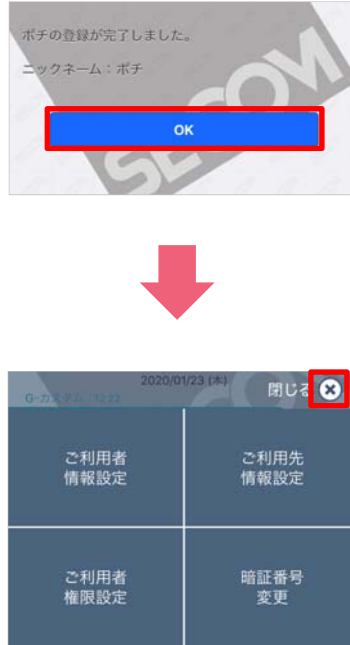 ポチの登録が完了しました。
ニックネーム：ポチ
SECOM
OK
2020/01/23 (木)
閉じる
ご利用者
情報設定
ご利用先
情報設定
ご利用者
権限設定
暗証番号
変更